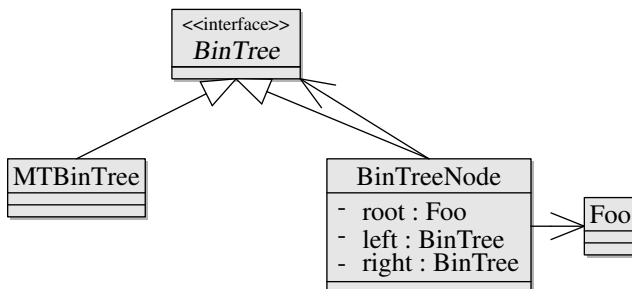 <<interface>>
BinTree
MTBinTree
BinTreeNode
- root : Foo
- left : BinTree
- right : BinTree
Foo